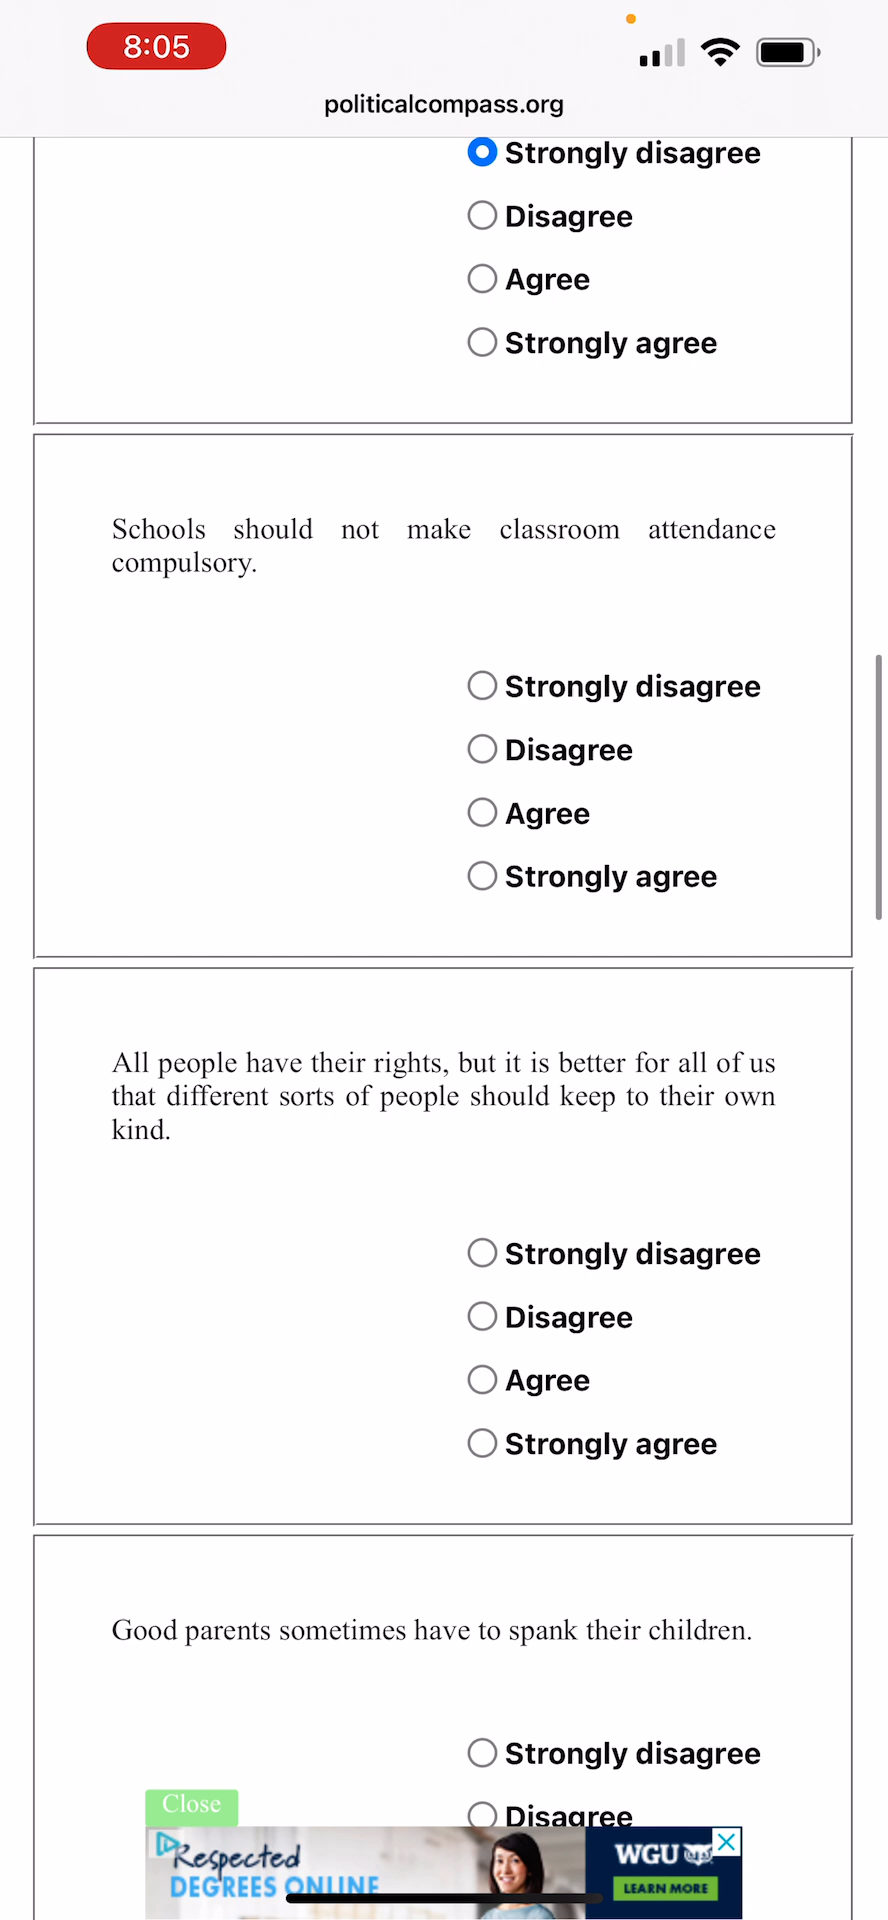 8:05
politicalcompass.org
Strongly disagree
Disagree
Agree
Strongly agree
Schools should not make classroom attendance
compulsory.
Strongly disagree
Disagree
Agree
Strongly agree
All people have their rights, but it is better for all of us
that different sorts of people should keep to their own
kind.
Strongly disagree
Disagree
Agree
Strongly agree
Good parents sometimes have to spank their children.
Strongly disagree
Disagree
Close
Respected
DEGREES ONLINE
WGU
LEARN MORE